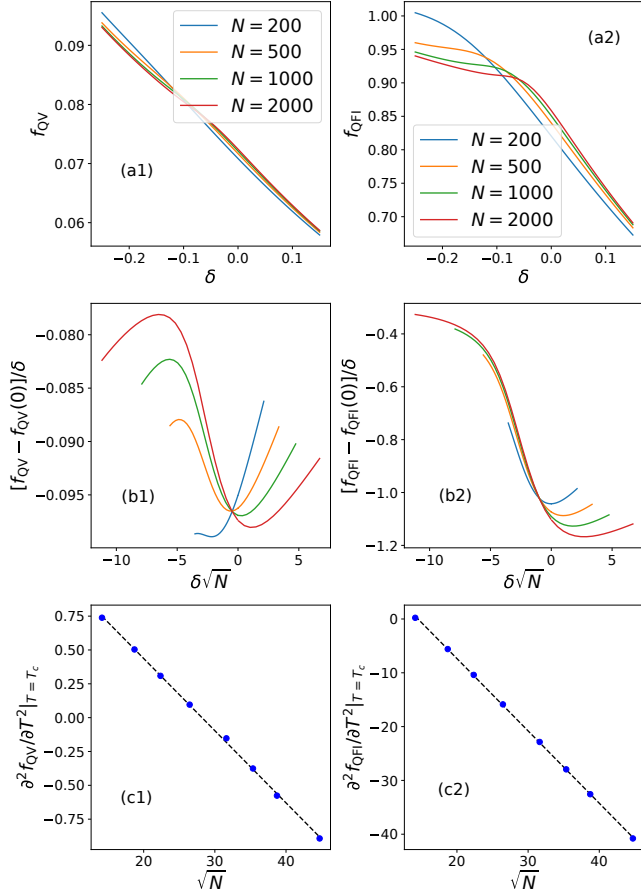 0.09
0.08
0.07
0.06
f_QV
N = 200
N = 500
N = 1000
N = 2000
(a1)
−0.2 −0.1 0.0 0.1
δ
1.00
0.95
0.90
0.85
0.80
0.75
0.70
f_QFI
(a2)
N = 200
N = 500
N = 1000
N = 2000
−0.2 −0.1 0.0 0.1
δ
−0.080
−0.085
−0.090
−0.095
[f_QV − f_QV(0)]/δ
(b1)
−10 −5 0 5
δ√N
−0.4
−0.6
−0.8
−1.0
−1.2
[f_QFI − f_QFI(0)]/δ
(b2)
−10 −5 0 5
δ√N
0.75
0.50
0.25
0.00
−0.25
−0.50
−0.75
∂²f_QV/∂T²|_{T=T_c}
(c1)
20 30 40
√N
0
−10
−20
−30
−40
∂²f_QFI/∂T²|_{T=T_c}
(c2)
20 30 40
√N